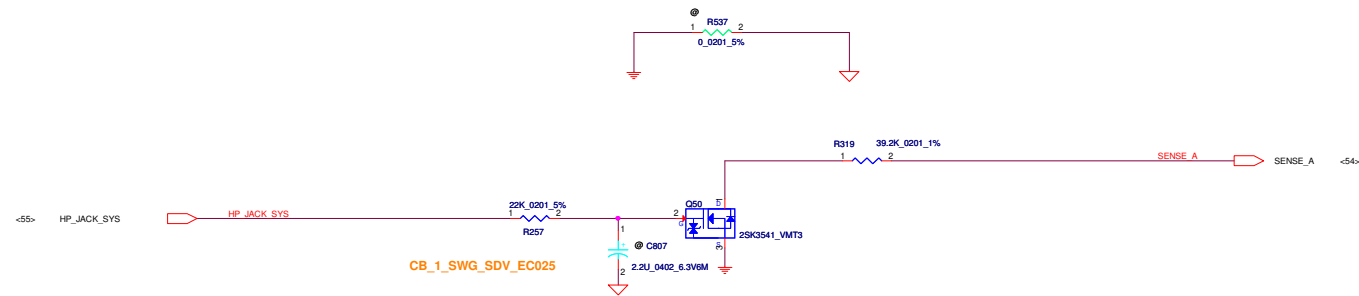 @
R537
1 2
0_0201_5%
R319 39.2K_0201_1%
1 2
SENSE_A
SENSE_A <54>
<55> HP_JACK_SYS
HP_JACK_SYS
22K_0201_5%
1 2
R257
Q50
2
G
D
1
S
3
2SK3541_VMT3
1
+
@ C807
2
2.2U_0402_6.3V6M
CB_1_SWG_SDV_EC025